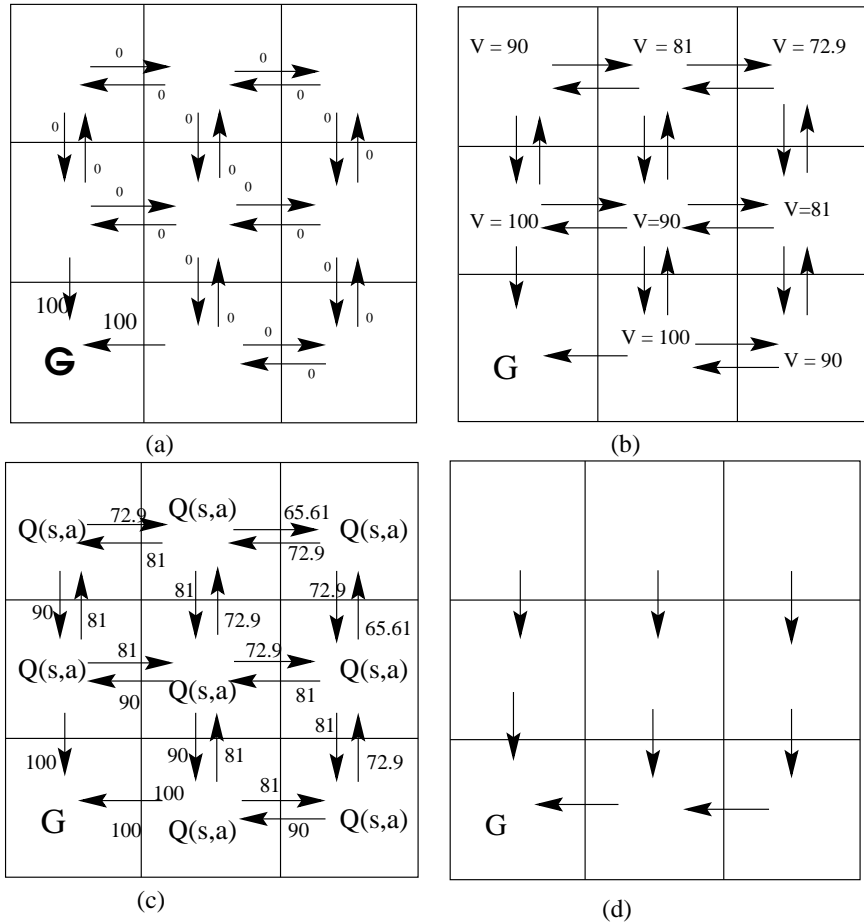 0 0
0 0
0 0 0
0 0 0
0 0
0 0
0 0
100 0 0
100 0
G 0
(a)
V = 90 V = 81 V = 72.9
V = 100 V=90 V=81
V = 100
G V = 90
(b)
72.9 Q(s,a) 65.61
Q(s,a) Q(s,a)
81 72.9
90 81 72.9
81 72.9 65.61
81 72.9
Q(s,a) Q(s,a) Q(s,a)
90 81
81
100 90 81 72.9
100 81
G Q(s,a)
100 Q(s,a) 90
(c)
G
(d)